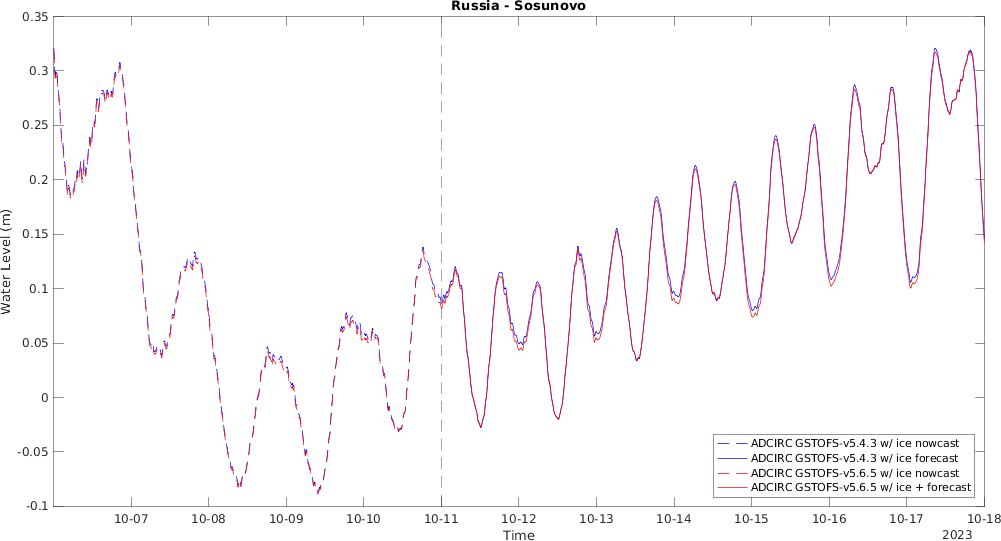 Russia - Sosunovo
0.35
0.3
0.25
0.2
0.15
0.1
0.05
0
-0.05
-0.1
Water Level (m)
ADCIRC GSTOFS-v5.4.3 w/ ice nowcast
ADCIRC GSTOFS-v5.4.3 w/ ice forecast
ADCIRC GSTOFS-v5.6.5 w/ ice nowcast
ADCIRC GSTOFS-v5.6.5 w/ ice + forecast
10-07 10-08 10-09 10-10 10-11 10-12 10-13 10-14 10-15 10-16 10-17 10-18
Time
2023